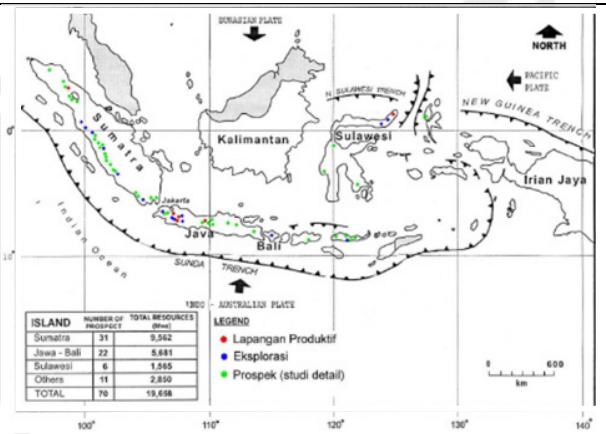 EURASIAN PLATE
NORTH
PACIFIC
PLATE
N. SULAWESI TRENCH
NEW GUINEA TRENCH
0°
Sumatra
Kalimantan
Sulawesi
Irian Jaya
Jakarta
Java
Bali
Indian Ocean
10°
SUNDA TRENCH
INDO - AUSTRALIAN PLATE
ISLAND NUMBER OF PROSPECT TOTAL RESOURCES (Mwe)
Sumatra 31 9,562
Jawa - Bali 22 5,681
Sulawesi 6 1,565
Others 11 2,850
TOTAL 70 19,658
LEGEND
Lapangan Produktif
Eksplorasi
Prospek (studi detail)
0 600
km
100° 110° 120° 130° 140°